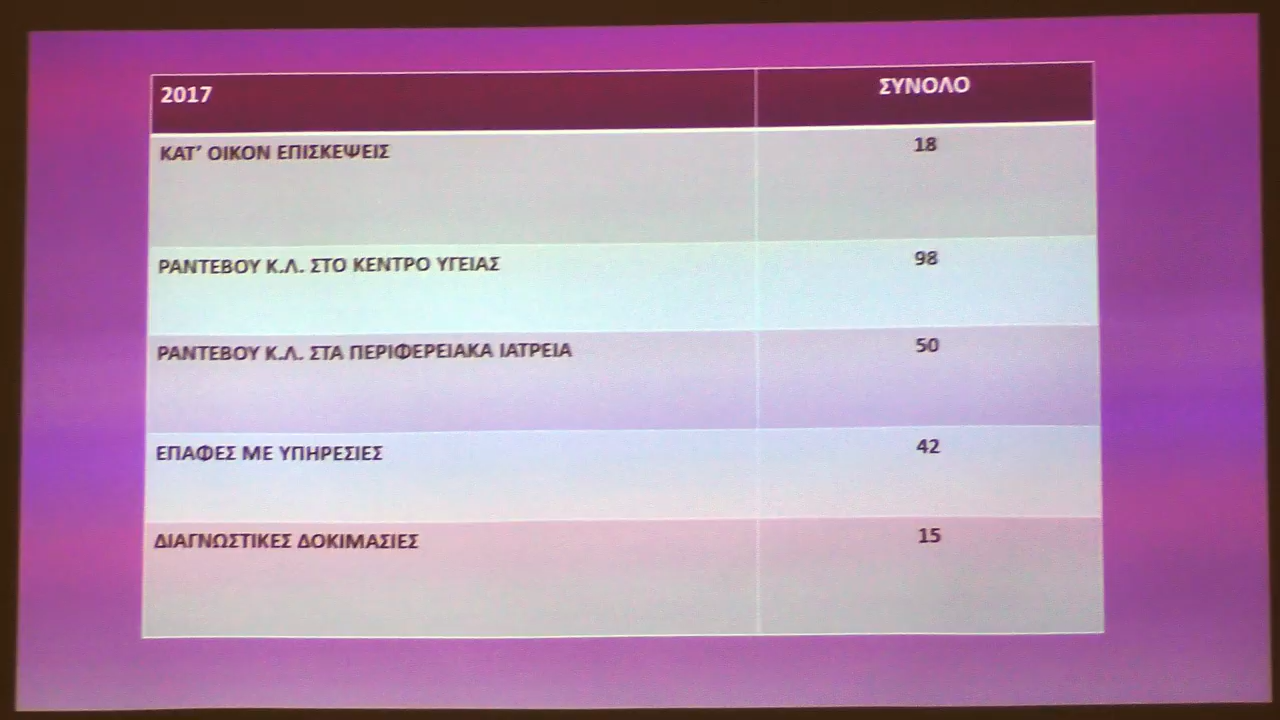 2017 ΣΥΝΟΛΟ
ΚΑΤ’ ΟΙΚΟΝ ΕΠΙΣΚΕΨΕΙΣ 18
ΡΑΝΤΕΒΟΥ Κ.Λ. ΣΤΟ ΚΕΝΤΡΟ ΥΓΕΙΑΣ 98
ΡΑΝΤΕΒΟΥ Κ.Λ. ΣΤΑ ΠΕΡΙΦΕΡΕΙΑΚΑ ΙΑΤΡΕΙΑ 50
ΕΠΑΦΕΣ ΜΕ ΥΠΗΡΕΣΙΕΣ 42
ΔΙΑΓΝΩΣΤΙΚΕΣ ΔΟΚΙΜΑΣΙΕΣ 15